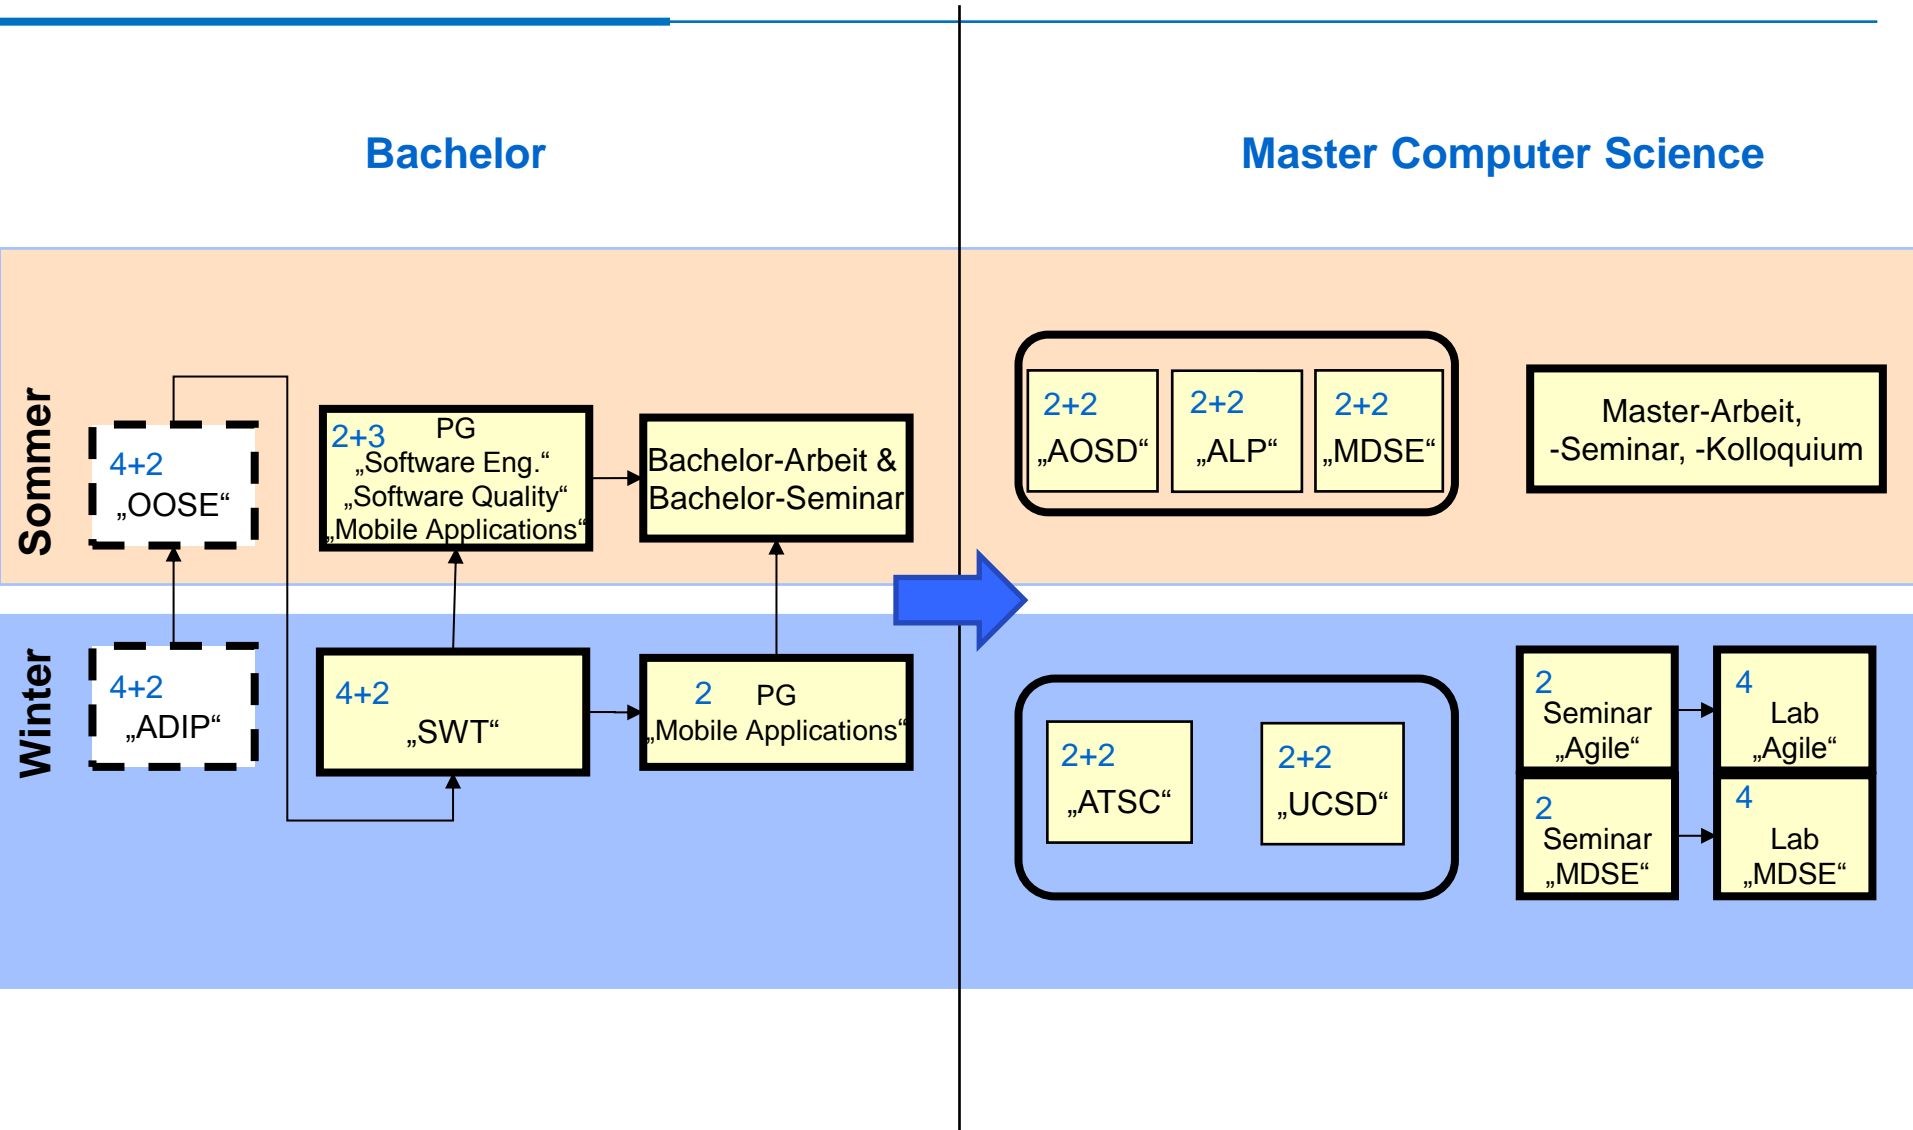 Bachelor
Master Computer Science
Sommer
4+2
„OOSE“
2+3
PG
„Software Eng.“
„Software Quality“
„Mobile Applications“
Bachelor-Arbeit &
Bachelor-Seminar
2+2
„AOSD“
2+2
„ALP“
2+2
„MDSE“
Master-Arbeit,
-Seminar, -Kolloquium
Winter
4+2
„ADIP“
4+2
„SWT“
2
PG
„Mobile Applications“
2+2
„ATSC“
2+2
„UCSD“
2
Seminar
„Agile“
4
Lab
„Agile“
2
Seminar
„MDSE“
4
Lab
„MDSE“